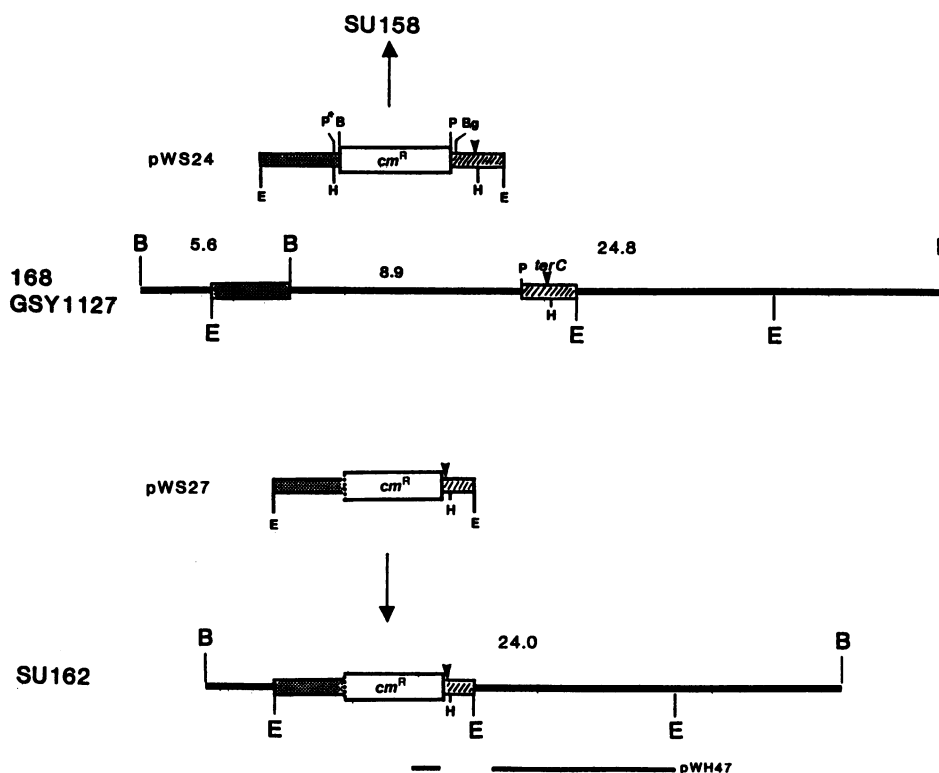 SU158
P* B P Bg
pWS24 cmR
E H H E
B 5.6 B 24.8
168 8.9 P terC
GSY1127
H
E E E
pWS27 cmR
E H E
B 24.0 B
SU162 cmR
H
E E E
pWH47